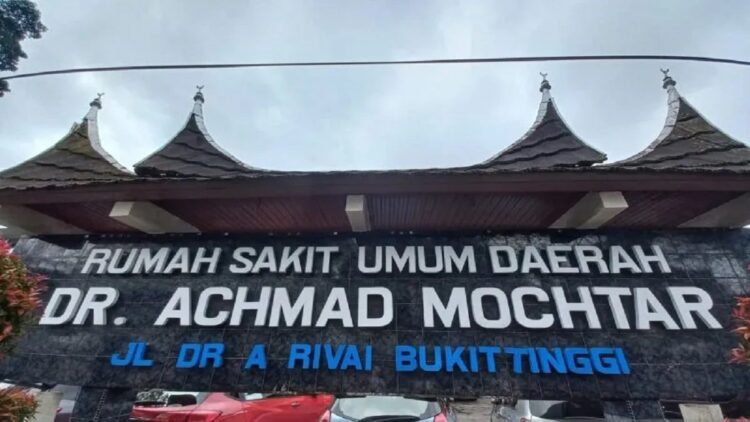 RUMAH SAKIT UMUM DAERAH
DR. ACHMAD MOCHTAR
JL DR A RIVAI BUKITTINGGI